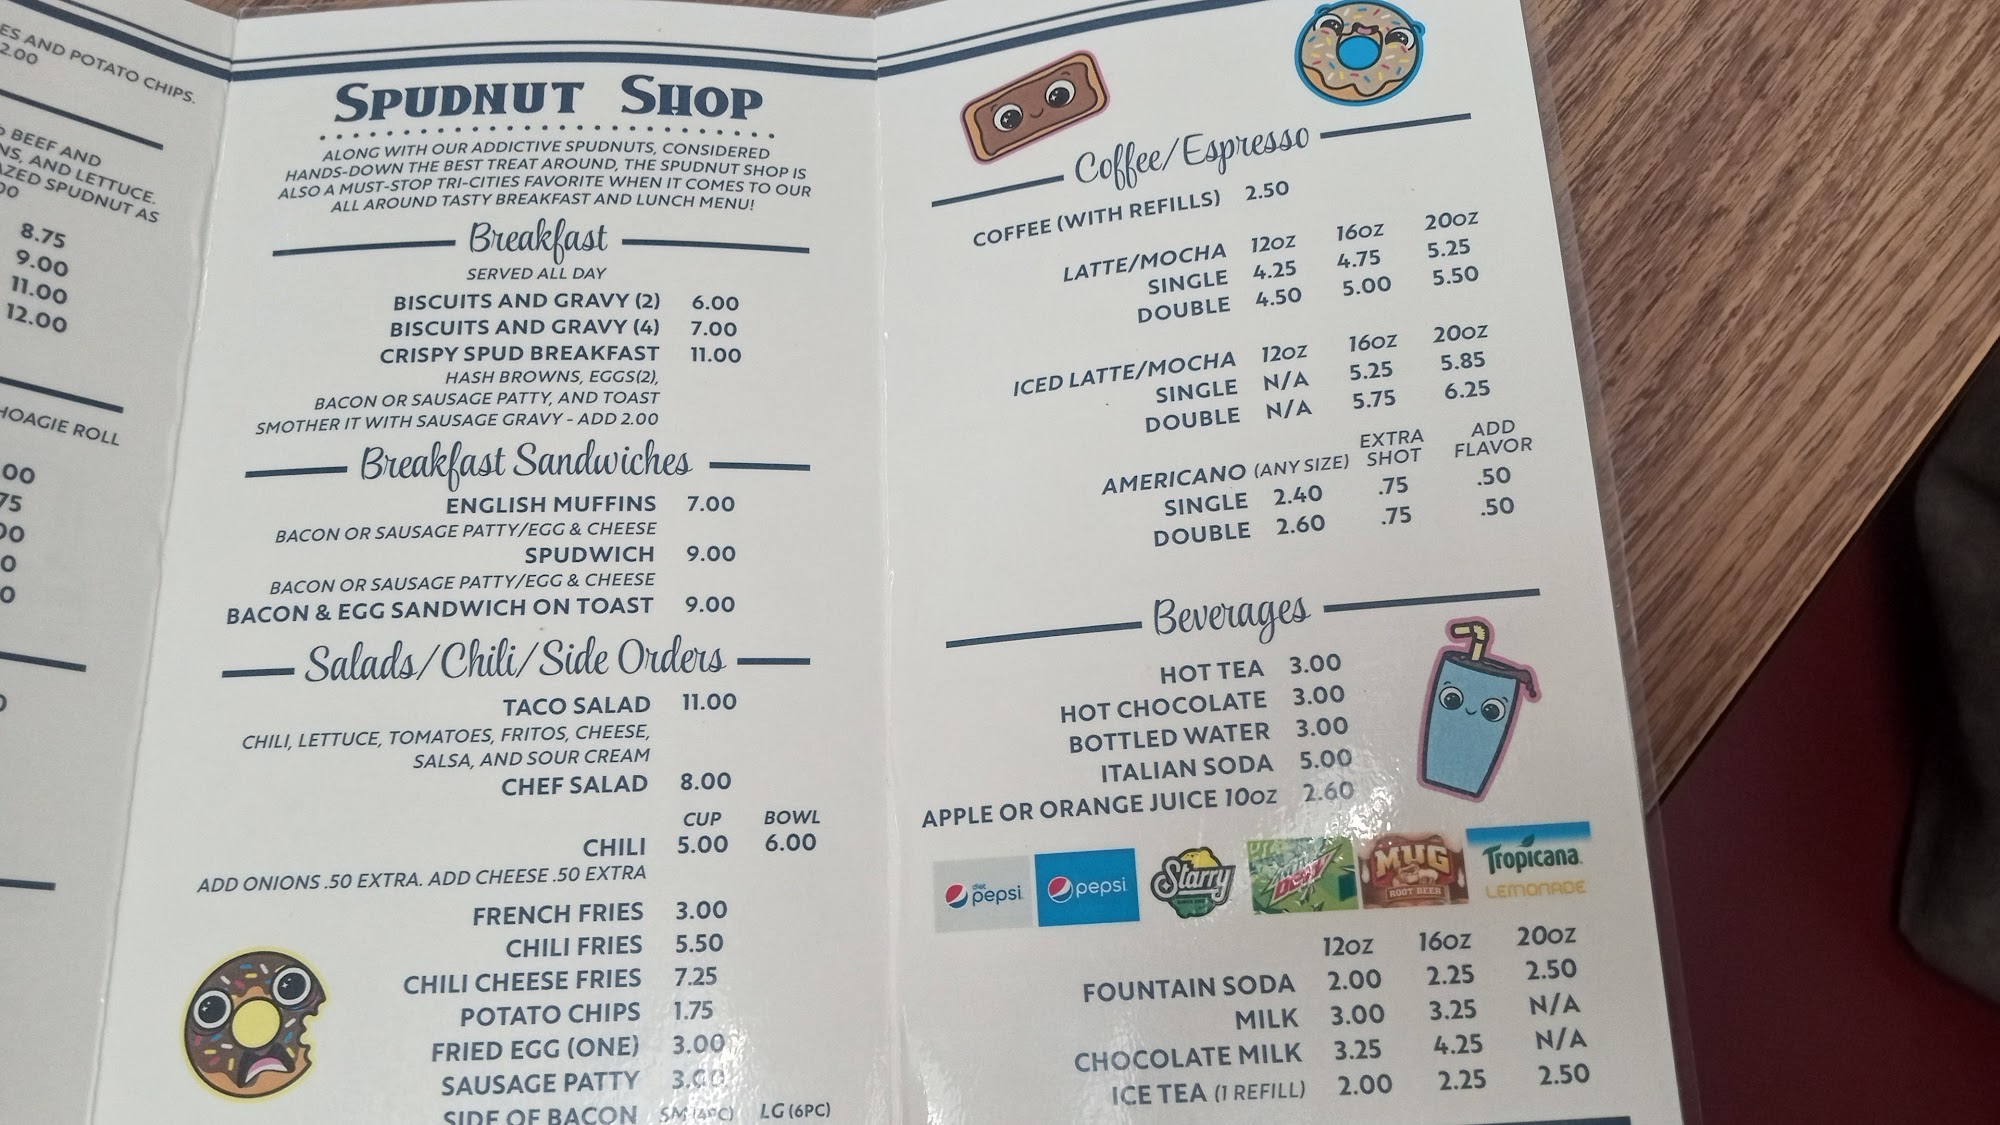 ES AND POTATO CHIPS.
2.00
BEEF AND
NS, AND LETTUCE.
AZED SPUDNUT AS
00
8.75
9.00
11.00
12.00
HOAGIE ROLL
.00
75
00
0
0
SPUDNUT SHOP
ALONG WITH OUR ADDICTIVE SPUDNUTS, CONSIDERED
HANDS-DOWN THE BEST TREAT AROUND, THE SPUDNUT SHOP IS
ALSO A MUST-STOP TRI-CITIES FAVORITE WHEN IT COMES TO OUR
ALL AROUND TASTY BREAKFAST AND LUNCH MENU!
Breakfast
SERVED ALL DAY
BISCUITS AND GRAVY (2) 6.00
BISCUITS AND GRAVY (4) 7.00
CRISPY SPUD BREAKFAST 11.00
HASH BROWNS, EGGS(2),
BACON OR SAUSAGE PATTY, AND TOAST
SMOTHER IT WITH SAUSAGE GRAVY - ADD 2.00
Breakfast Sandwiches
ENGLISH MUFFINS 7.00
BACON OR SAUSAGE PATTY/EGG & CHEESE
SPUDWICH 9.00
BACON OR SAUSAGE PATTY/EGG & CHEESE
BACON & EGG SANDWICH ON TOAST 9.00
Salads/Chili/Side Orders
TACO SALAD 11.00
CHILI, LETTUCE, TOMATOES, FRITOS, CHEESE,
SALSA, AND SOUR CREAM
CHEF SALAD 8.00
CUP BOWL
CHILI 5.00 6.00
ADD ONIONS .50 EXTRA. ADD CHEESE .50 EXTRA
FRENCH FRIES 3.00
CHILI FRIES 5.50
CHILI CHEESE FRIES 7.25
POTATO CHIPS 1.75
FRIED EGG (ONE) 3.00
SAUSAGE PATTY 3.00
SIDE OF BACON SM (4PC) LG (6PC)
Coffee/Espresso
COFFEE (WITH REFILLS) 2.50
LATTE/MOCHA 12oz 16oz 20oz
SINGLE 4.25 4.75 5.25
DOUBLE 4.50 5.00 5.50
ICED LATTE/MOCHA 12oz 16oz 20oz
SINGLE N/A 5.25 5.85
DOUBLE N/A 5.75 6.25
AMERICANO (ANY SIZE) EXTRA SHOT ADD FLAVOR
SINGLE 2.40 .75 .50
DOUBLE 2.60 .75 .50
Beverages
HOT TEA 3.00
HOT CHOCOLATE 3.00
BOTTLED WATER 3.00
ITALIAN SODA 5.00
APPLE OR ORANGE JUICE 10oz 2.60
diet pepsi pepsi Starry Mtn Dew MUG ROOT BEER Tropicana LEMONADE
12oz 16oz 20oz
FOUNTAIN SODA 2.00 2.25 2.50
MILK 3.00 3.25 N/A
CHOCOLATE MILK 3.25 4.25 N/A
ICE TEA (1 REFILL) 2.00 2.25 2.50